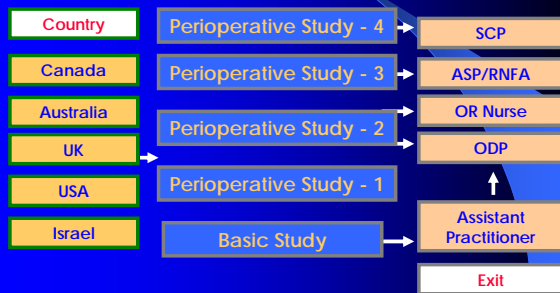 Country
Canada
Australia
UK
USA
Israel
Perioperative Study - 4
Perioperative Study - 3
Perioperative Study - 2
Perioperative Study - 1
Basic Study
SCP
ASP/RNFA
OR Nurse
ODP
Assistant
Practitioner
Exit